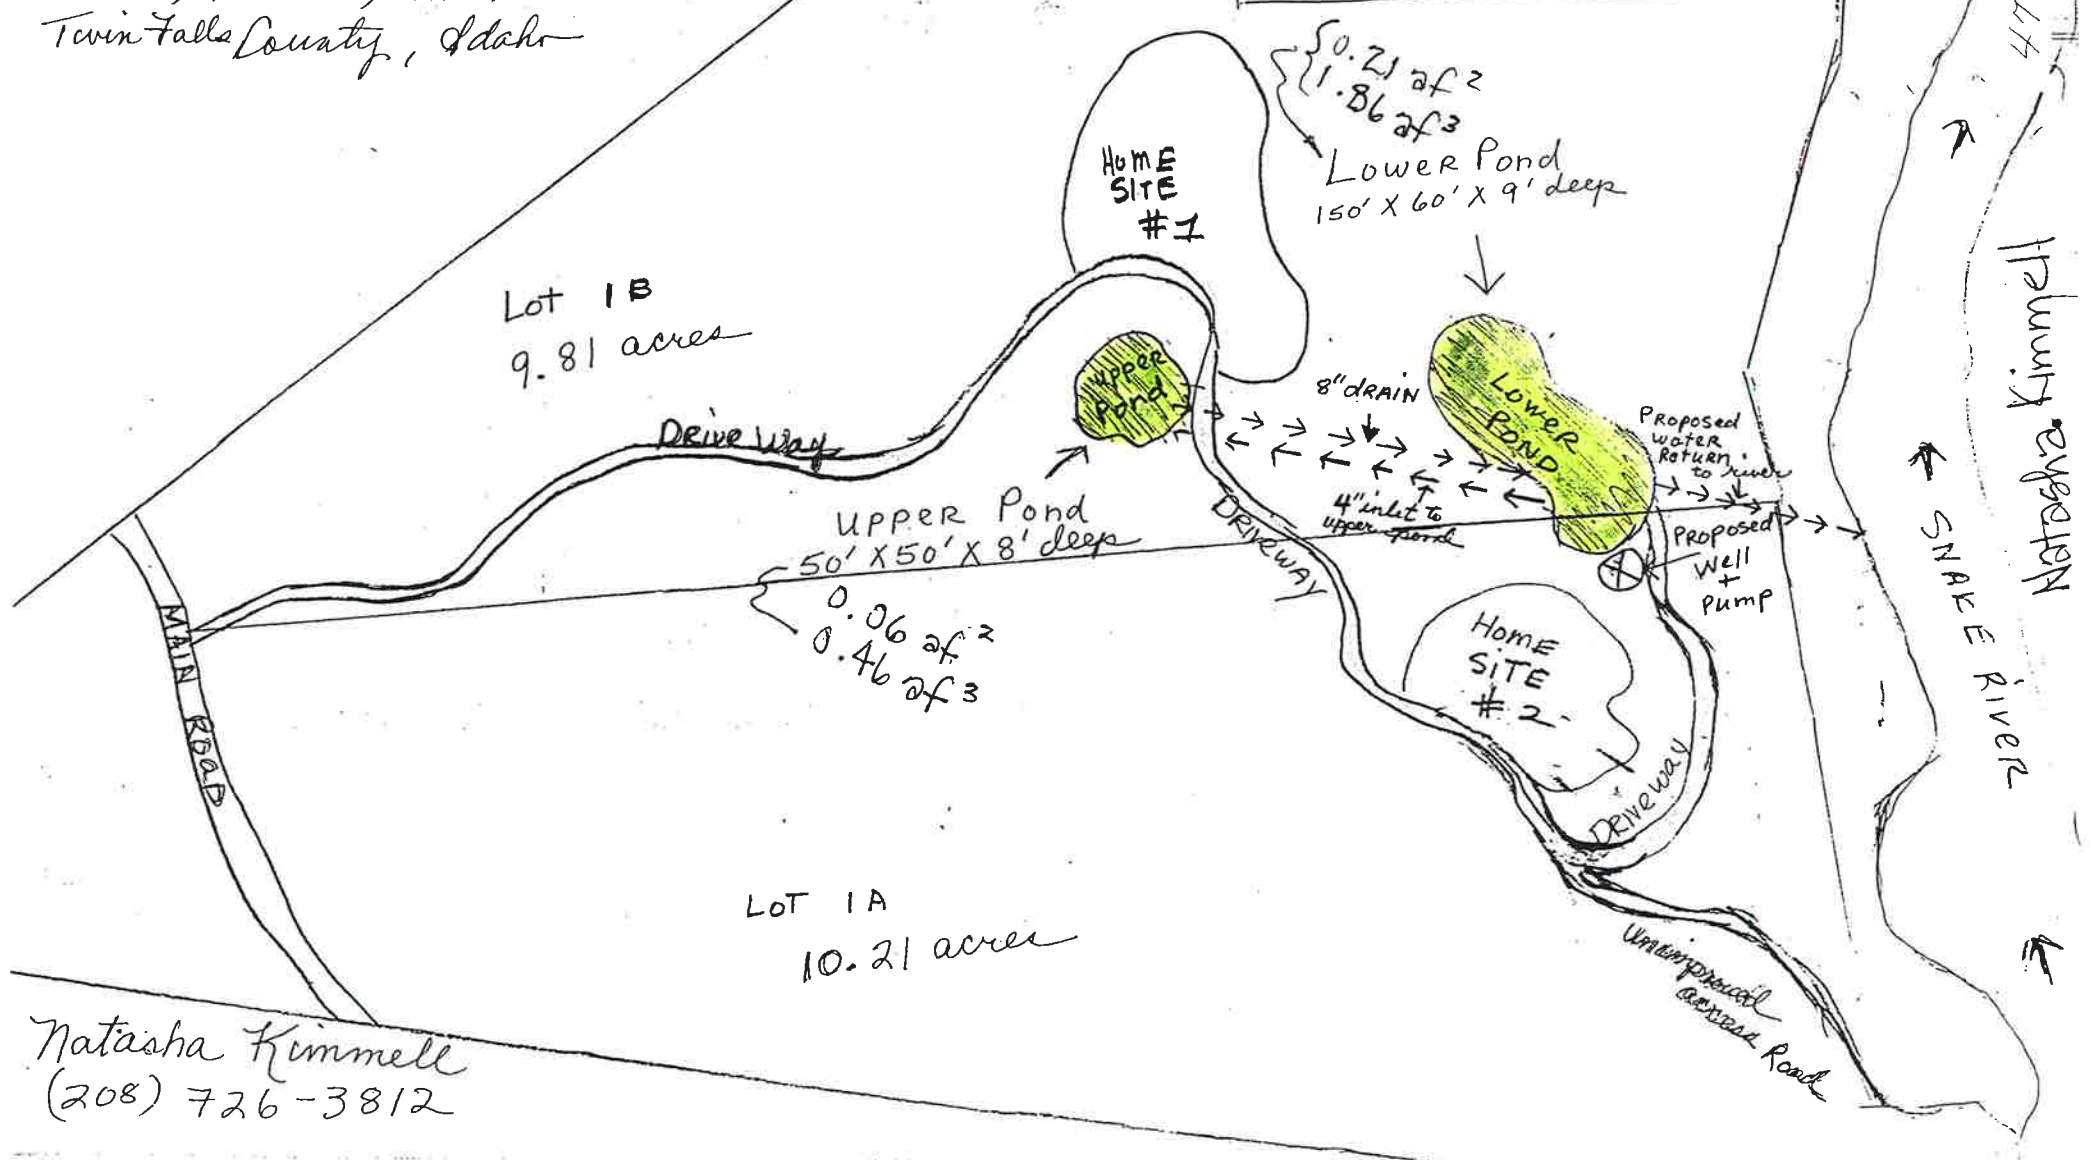 Twin Falls County, Idaho
{0.21 af²
{1.86 af³
Lower Pond
150' X 60' X 9' deep
HOME
SITE
#1
Lot 1B
9.81 acres
Drive Way
upper
Pond
8" DRAIN
Lower
POND
Proposed
water
Return
to river
4" inlet to
upper pond
UPPER Pond
50' X 50' X 8' deep
0.06 af²
0.46 af³
DRIVEWAY
PROPOSED
Well
+
Pump
HOME
SITE
#2
DRIVEWAY
MAIN ROAD
SNAKE RIVER
Natasha Kimmell
LOT 1A
10.21 acres
Unimproved
access Road
Natasha Kimmell
(208) 726-3812